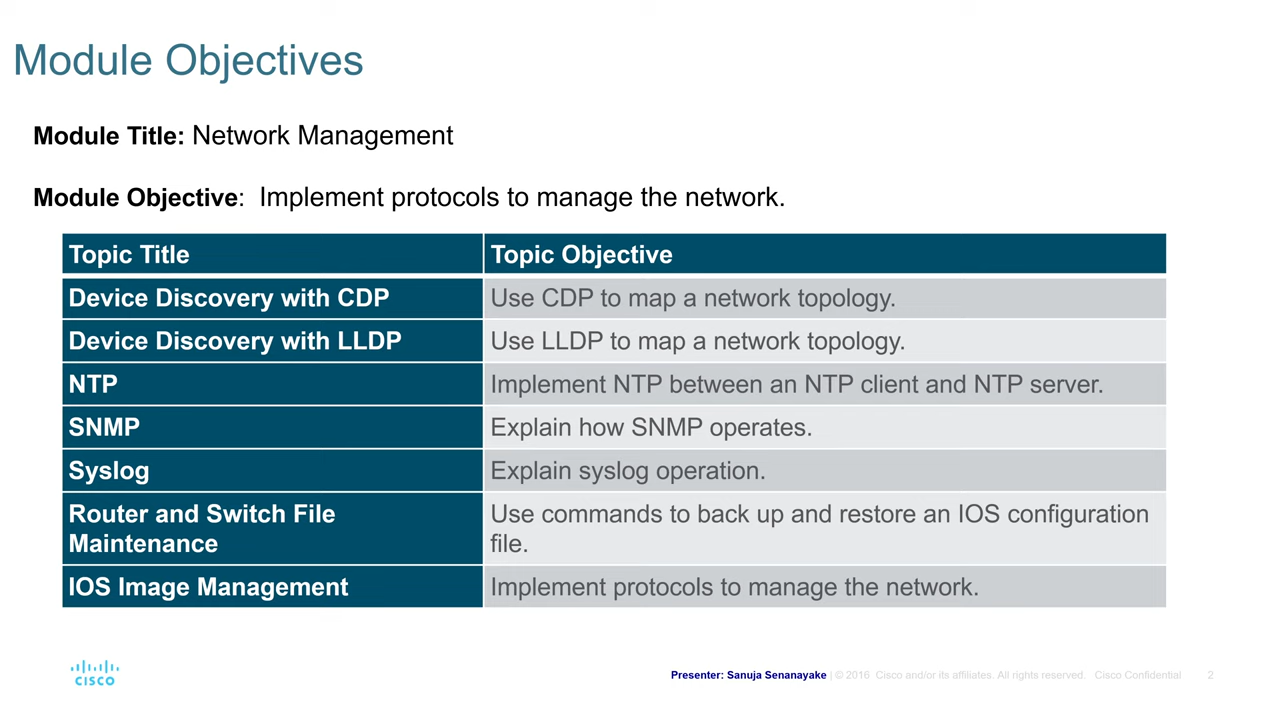 Module Objectives
Module Title: Network Management
Module Objective:  Implement protocols to manage the network.
Topic Title Topic Objective
Device Discovery with CDP Use CDP to map a network topology.
Device Discovery with LLDP Use LLDP to map a network topology.
NTP Implement NTP between an NTP client and NTP server.
SNMP Explain how SNMP operates.
Syslog Explain syslog operation.
Router and Switch File Use commands to back up and restore an IOS configuration
Maintenance file.
IOS Image Management Implement protocols to manage the network.
CISCO Presenter: Sanuja Senanayake | © 2016 Cisco and/or its affiliates. All rights reserved. Cisco Confidential 2